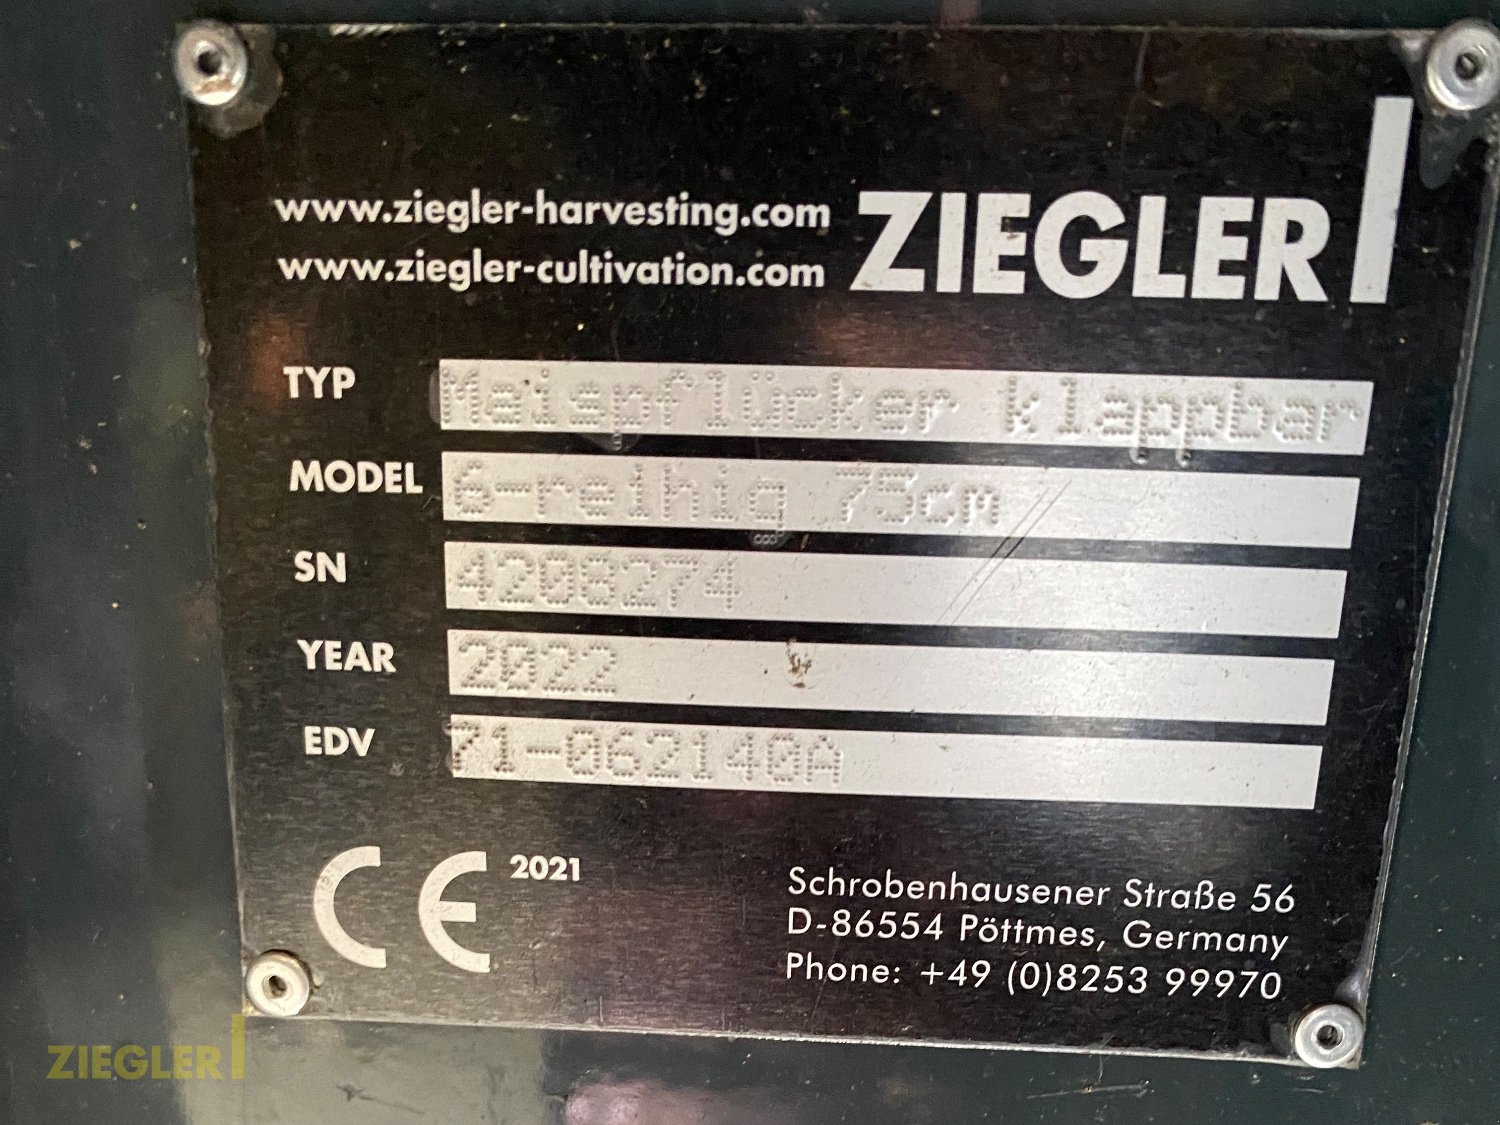 www.ziegler-harvesting.com
www.ziegler-cultivation.com
ZIEGLER
TYP Maispflücker klappbar
MODEL 6-reihig 75cm
SN 4208274
YEAR 2022
EDV 71-062140A
CE 2021
Schrobenhausener Straße 56
D-86554 Pöttmes, Germany
Phone: +49 (0)8253 99970
ZIEGLER